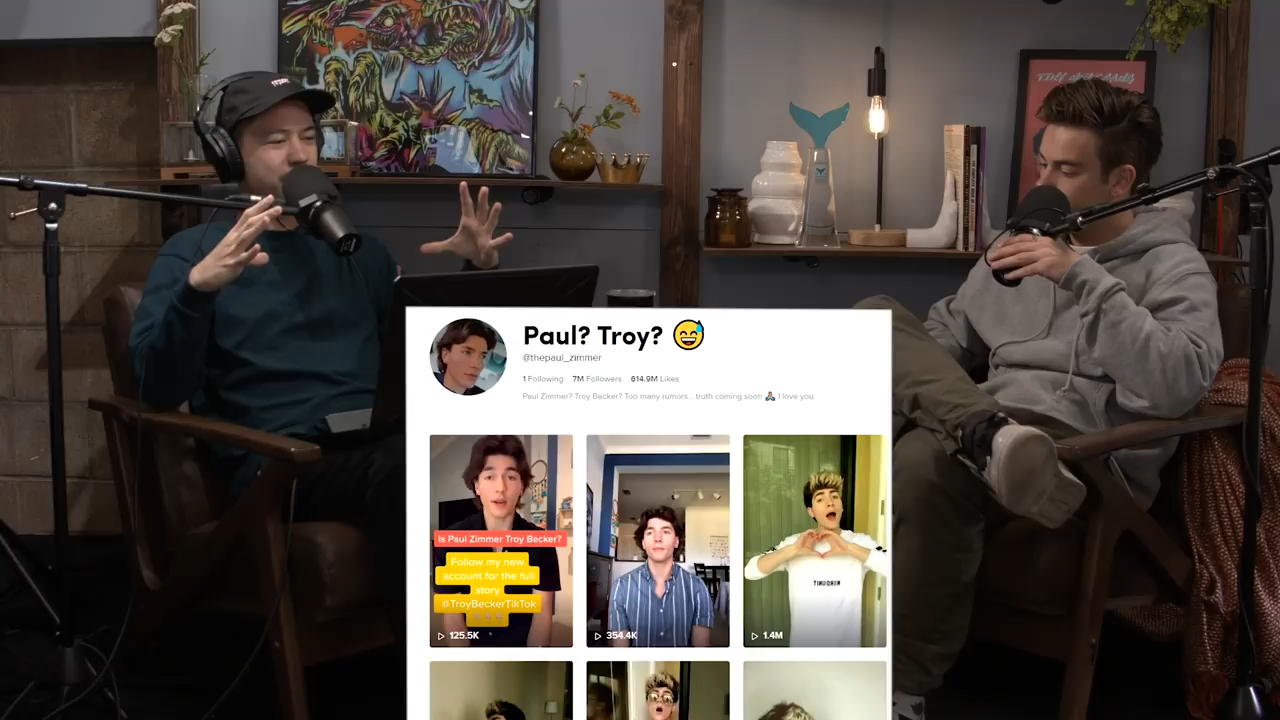 Paul? Troy? 😅
@thepaul_zimmer
1 Following 7M Followers 614.9M Likes
Paul Zimmer? Troy Becker? Too many rumors... truth coming soon 🙏🏼 I love you
Is Paul Zimmer Troy Becker?
Follow my new
account for the full
story
@TroyBeckerTikTok
125.5K
354.4K
1.4M